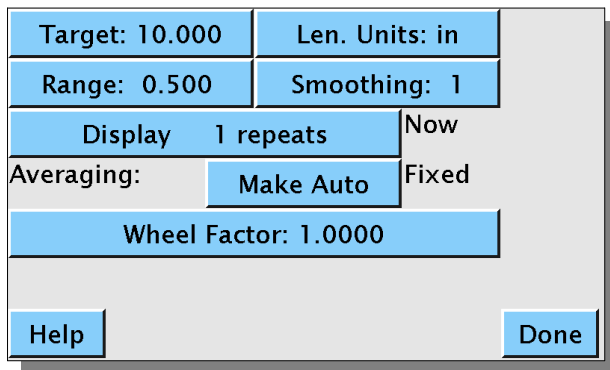 Target: 10.000 Len. Units: in
Range: 0.500 Smoothing: 1
Display 1 repeats Now
Averaging: Make Auto Fixed
Wheel Factor: 1.0000
Help Done